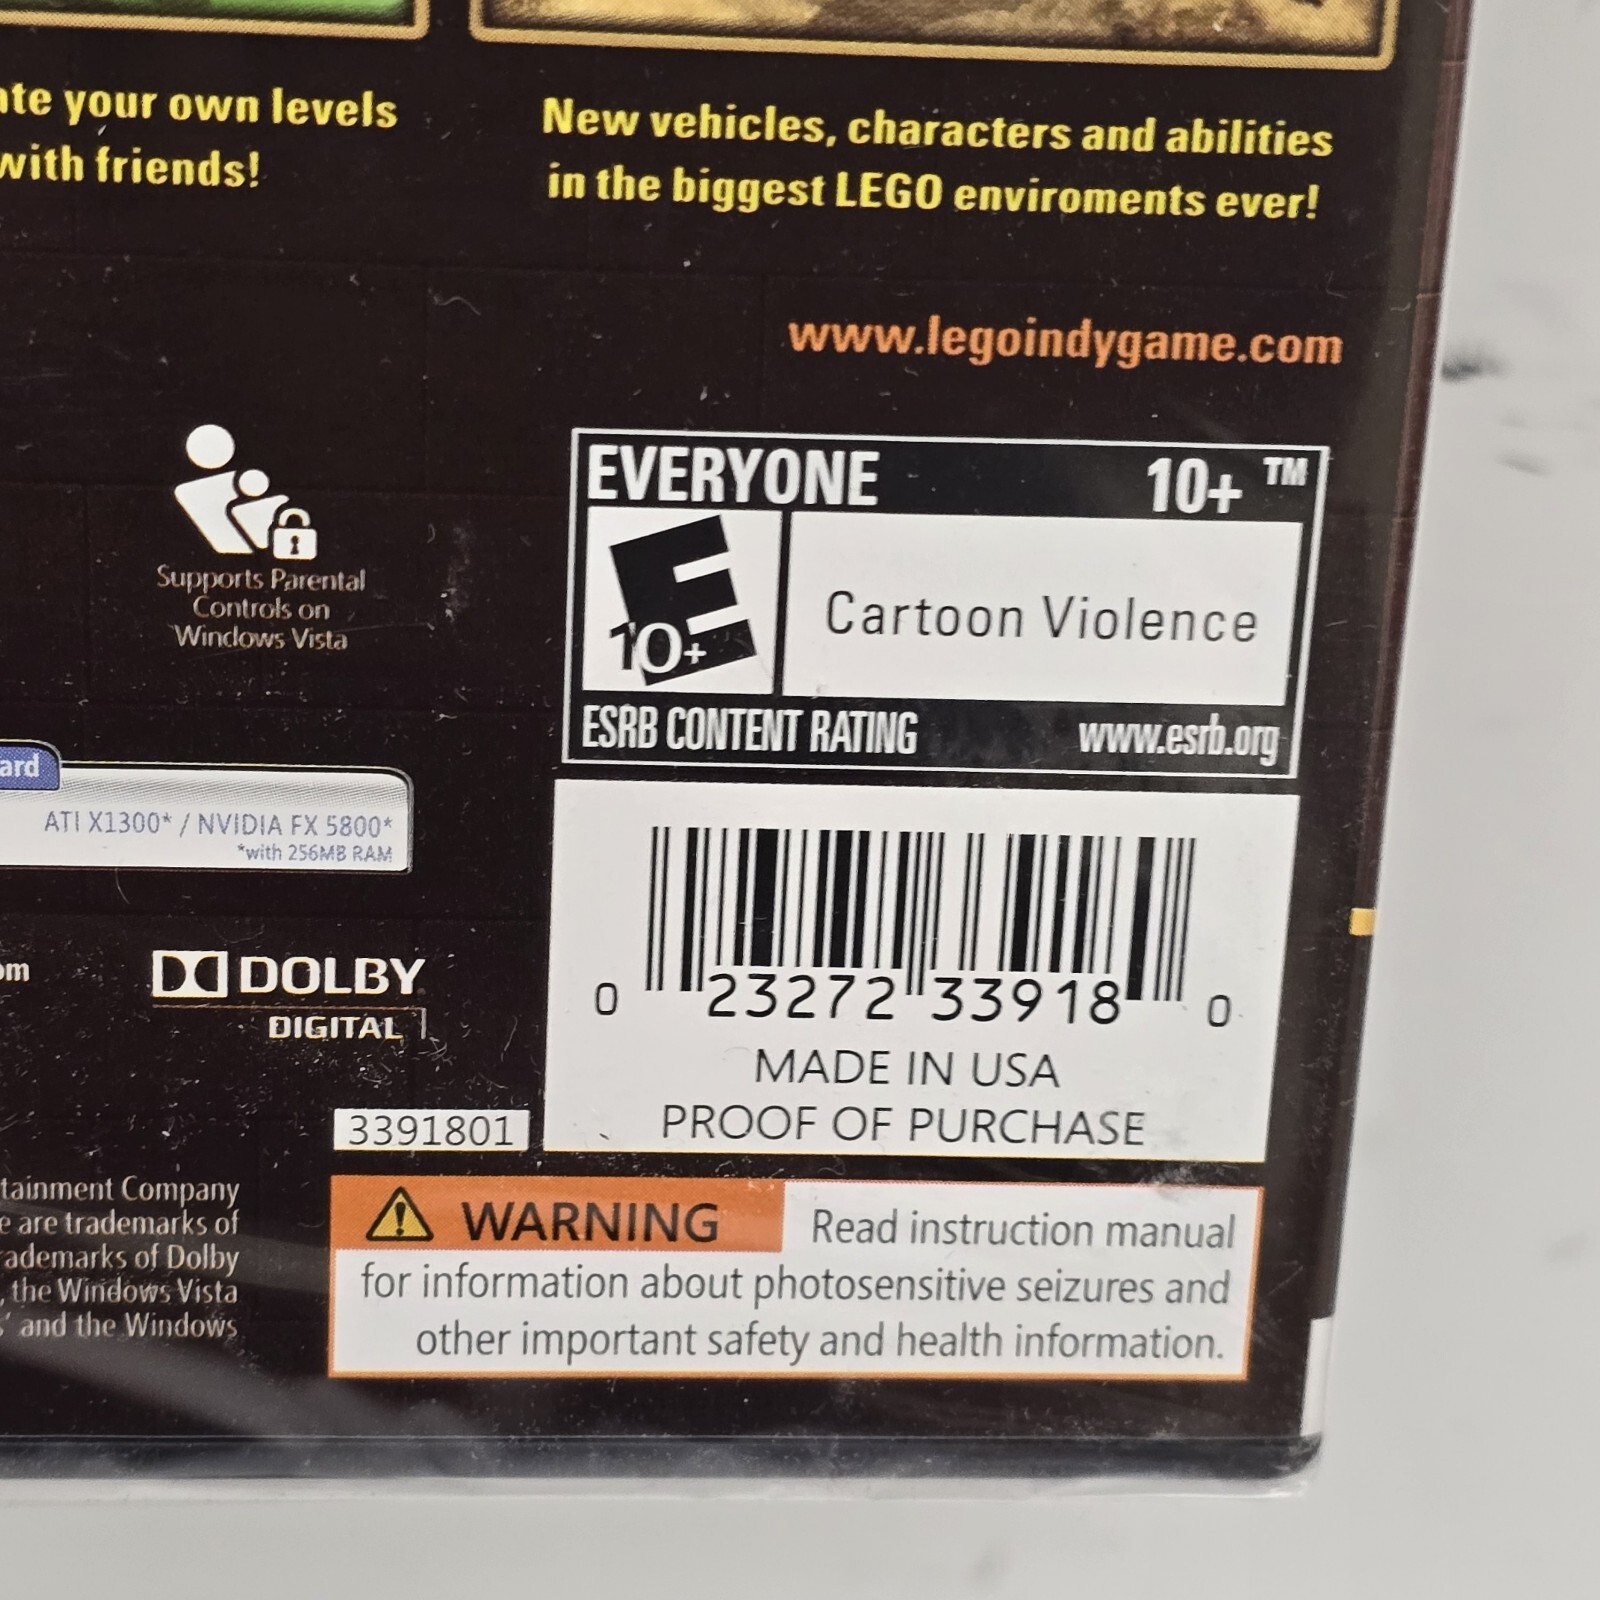 ate your own levels
with friends!
New vehicles, characters and abilities
in the biggest LEGO enviroments ever!
www.legoindygame.com
Supports Parental
Controls on
Windows Vista
EVERYONE 10+ ™
E
10+
Cartoon Violence
ESRB CONTENT RATING www.esrb.org
ard
ATI X1300* / NVIDIA FX 5800*
*with 256MB RAM
om
DOLBY
DIGITAL
0 23272 33918 0
MADE IN USA
PROOF OF PURCHASE
3391801
tainment Company
e are trademarks of
ademarks of Dolby
, the Windows Vista
' and the Windows
WARNING Read instruction manual
for information about photosensitive seizures and
other important safety and health information.